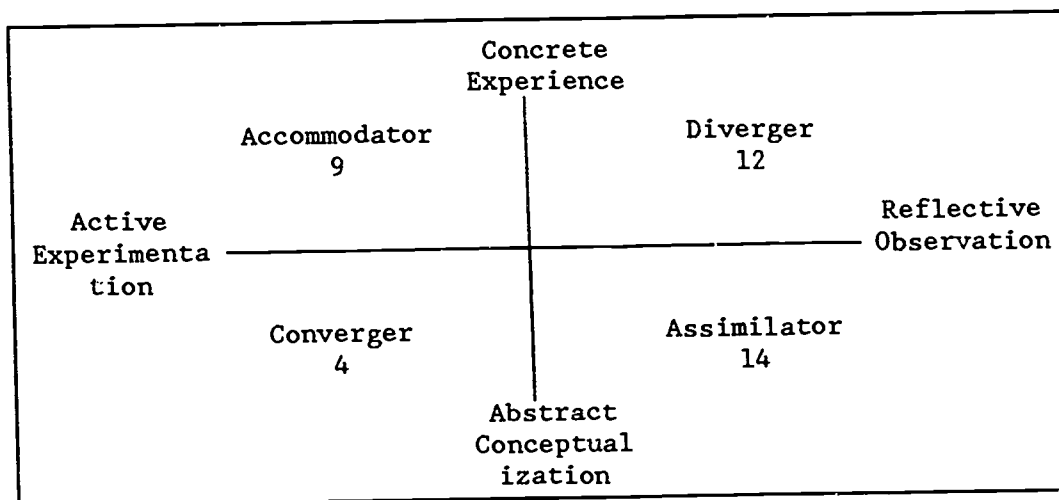 Concrete
Experience
Accommodator
9
Diverger
12
Active
Experimenta
tion
Reflective
Observation
Converger
4
Assimilator
14
Abstract
Conceptual
ization